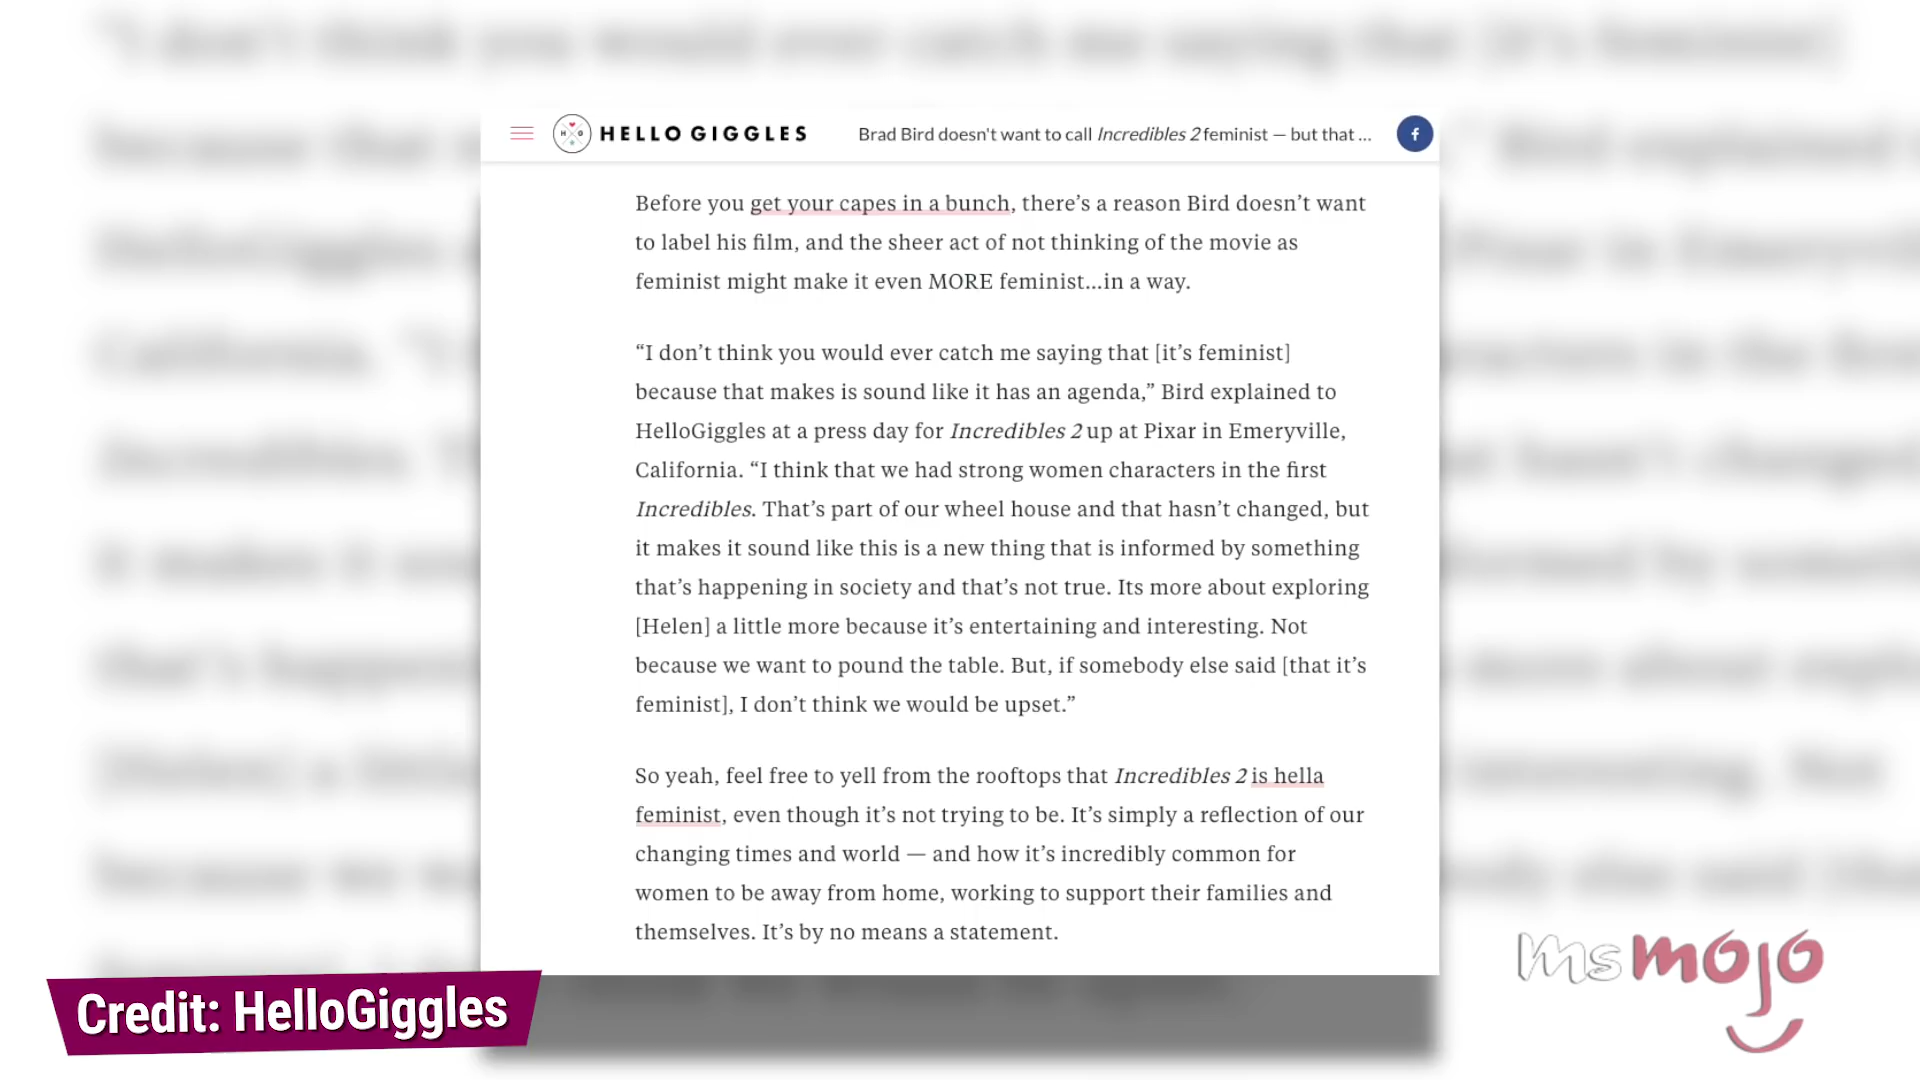 HELLO GIGGLES
Brad Bird doesn't want to call Incredibles 2 feminist — but that ...
Before you get your capes in a bunch, there’s a reason Bird doesn’t want
to label his film, and the sheer act of not thinking of the movie as
feminist might make it even MORE feminist...in a way.
“I don’t think you would ever catch me saying that [it’s feminist]
because that makes is sound like it has an agenda,” Bird explained to
HelloGiggles at a press day for Incredibles 2 up at Pixar in Emeryville,
California. “I think that we had strong women characters in the first
Incredibles. That’s part of our wheel house and that hasn’t changed, but
it makes it sound like this is a new thing that is informed by something
that’s happening in society and that’s not true. Its more about exploring
[Helen] a little more because it’s entertaining and interesting. Not
because we want to pound the table. But, if somebody else said [that it’s
feminist], I don’t think we would be upset.”
So yeah, feel free to yell from the rooftops that Incredibles 2 is hella
feminist, even though it’s not trying to be. It’s simply a reflection of our
changing times and world — and how it’s incredibly common for
women to be away from home, working to support their families and
themselves. It’s by no means a statement.
Credit: HelloGiggles
msmojo